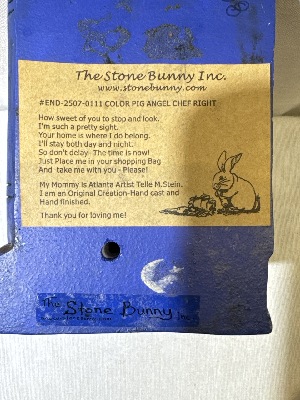 The Stone Bunny Inc.
www.stonebunny.com
#END-2507-0111 COLOR PIG ANGEL CHEF RIGHT
How sweet of you to stop and look.
I'm such a pretty sight.
Your home is where I do belong.
I'll stay both day and night.
So don't delay- The time is now!
Just Place me in your shopping Bag
And take me with you - Please!
My Mommy is Atlanta Artist Telle M.Stein.
I am an Original Creation-Hand cast and
Hand finished.
Thank you for loving me!
The Stone Bunny Inc.